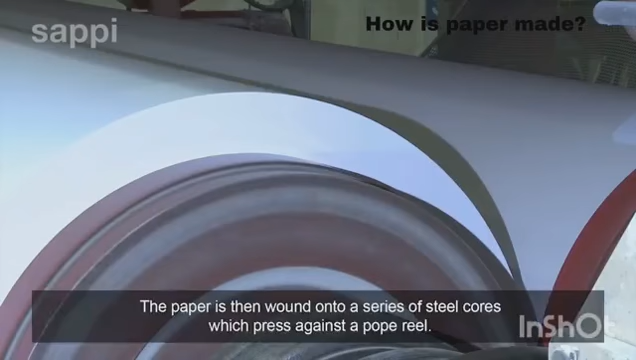 sappi
How is paper made?
The paper is then wound onto a series of steel cores
which press against a pope reel.
InShOt